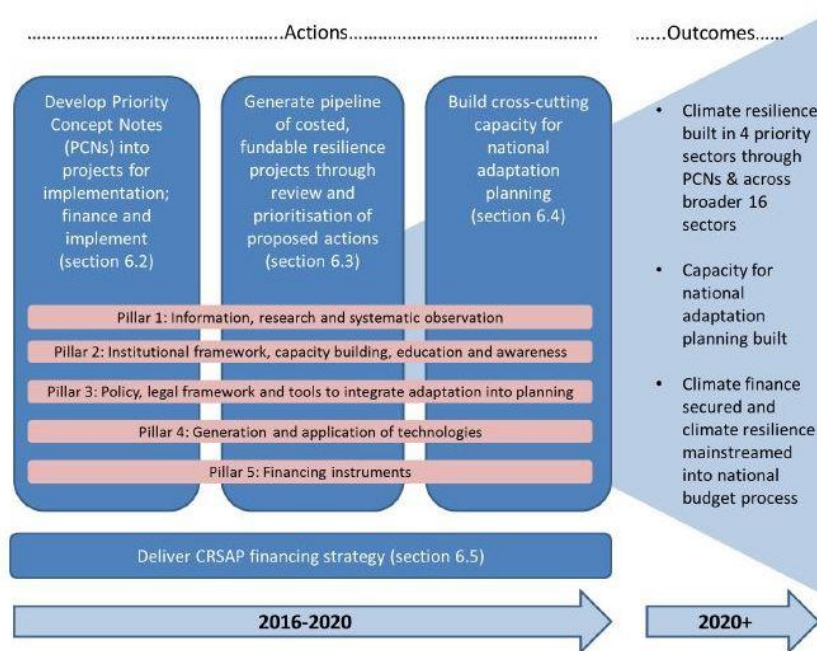 Actions
Outcomes
Develop Priority
Concept Notes
(PCNs) into
projects for
implementation;
finance and
implement
(section 6.2)
Generate pipeline
of costed,
fundable resilience
projects through
review and
prioritisation of
proposed actions
(section 6.3)
Build cross-cutting
capacity for
national
adaptation
planning
(section 6.4)
Pillar 1: Information, research and systematic observation
Pillar 2: Institutional framework, capacity building, education and awareness
Pillar 3: Policy, legal framework and tools to integrate adaptation into planning
Pillar 4: Generation and application of technologies
Pillar 5: Financing instruments
Deliver CRSAP financing strategy (section 6.5)
• Climate resilience
built in 4 priority
sectors through
PCNs & across
broader 16
sectors
• Capacity for
national
adaptation
planning built
• Climate finance
secured and
climate resilience
mainstreamed
into national
budget process
2016-2020
2020+